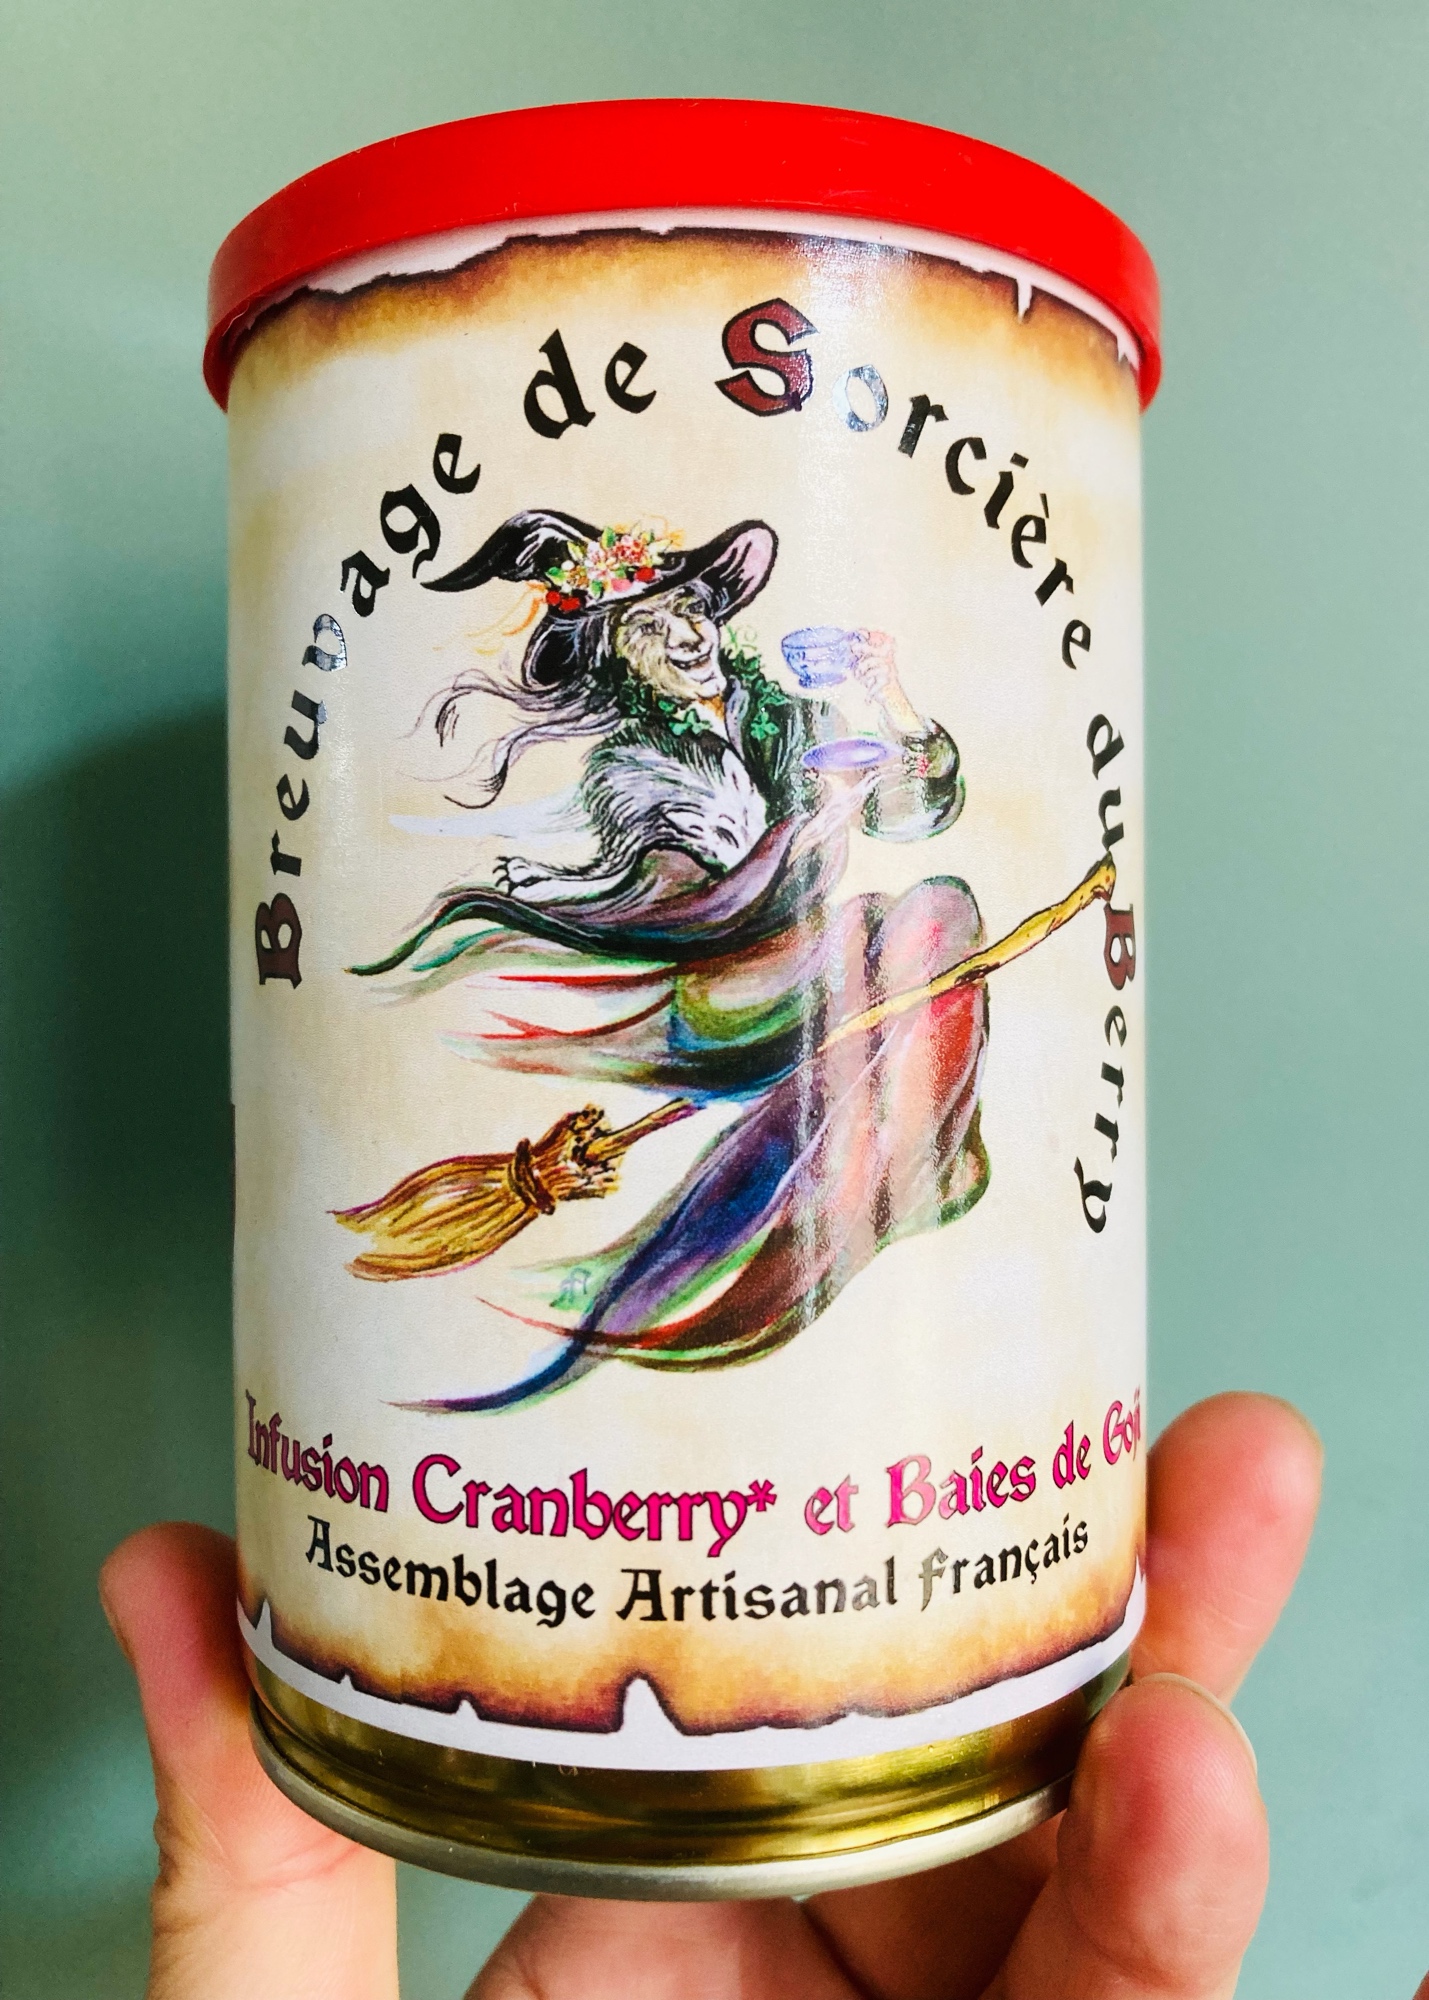 Breuvage de Sorcière du Berry
Infusion Cranberry* et Baies de Goji
Assemblage Artisanal Français